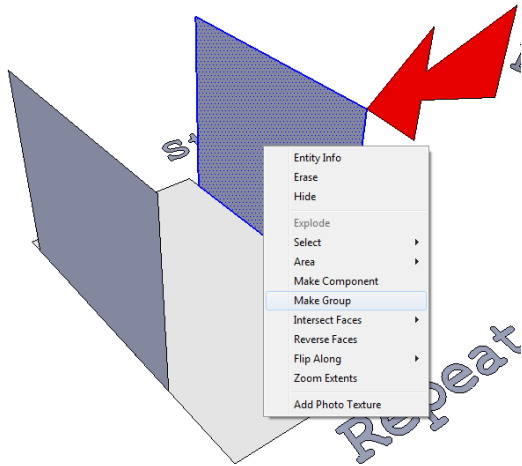 Entity Info
Erase
Hide
Explode
Select
Area
Make Component
Make Group
Intersect Faces
Reverse Faces
Flip Along
Zoom Extents
Add Photo Texture
Repeat